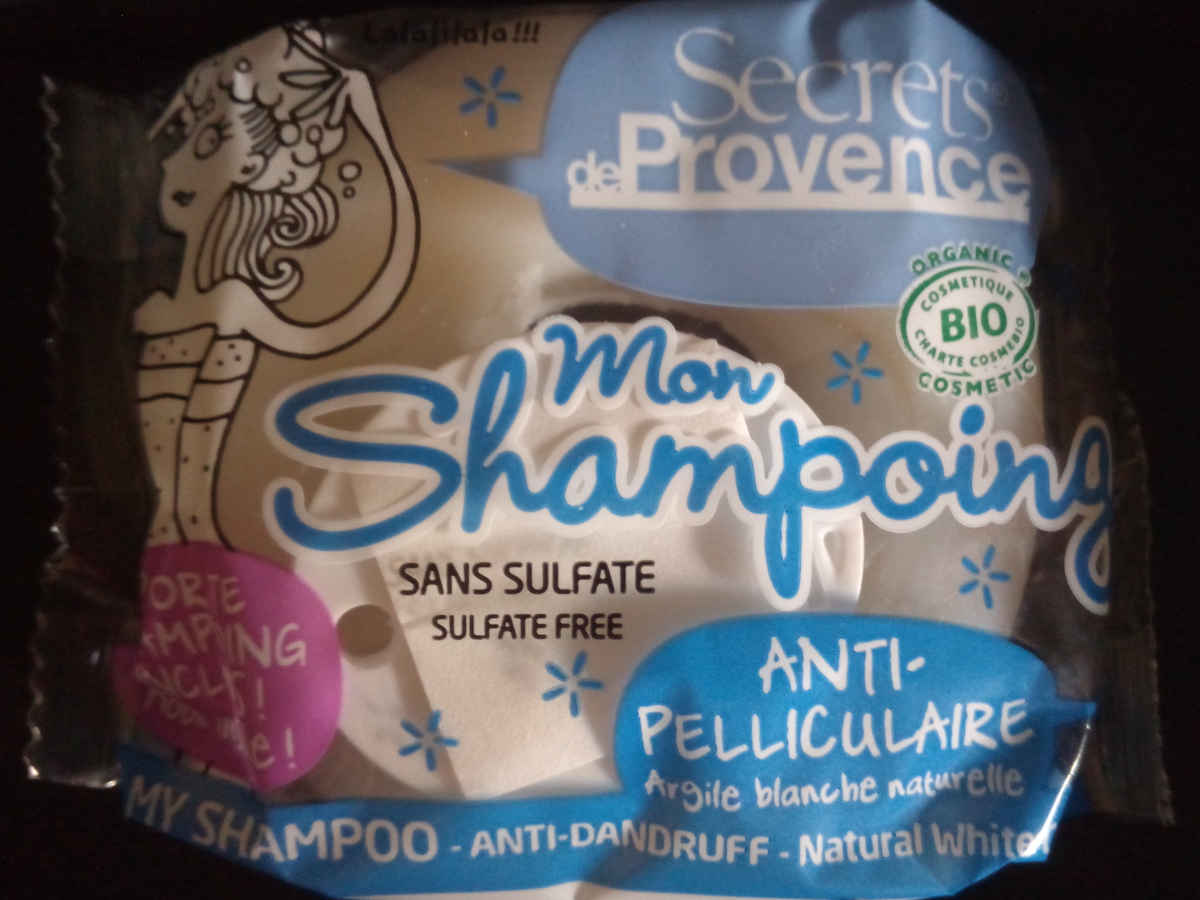 Lalalilala!!!
Secrets
de Provence
ORGANIC
COSMETIQUE
BIO
CHARTE COSMEBIO
COSMETIC
Mon
Shampoing
SANS SULFATE
SULFATE FREE
ANTI-
PELLICULAIRE
Argile blanche naturelle
MY SHAMPOO - ANTI-DANDRUFF - Natural White